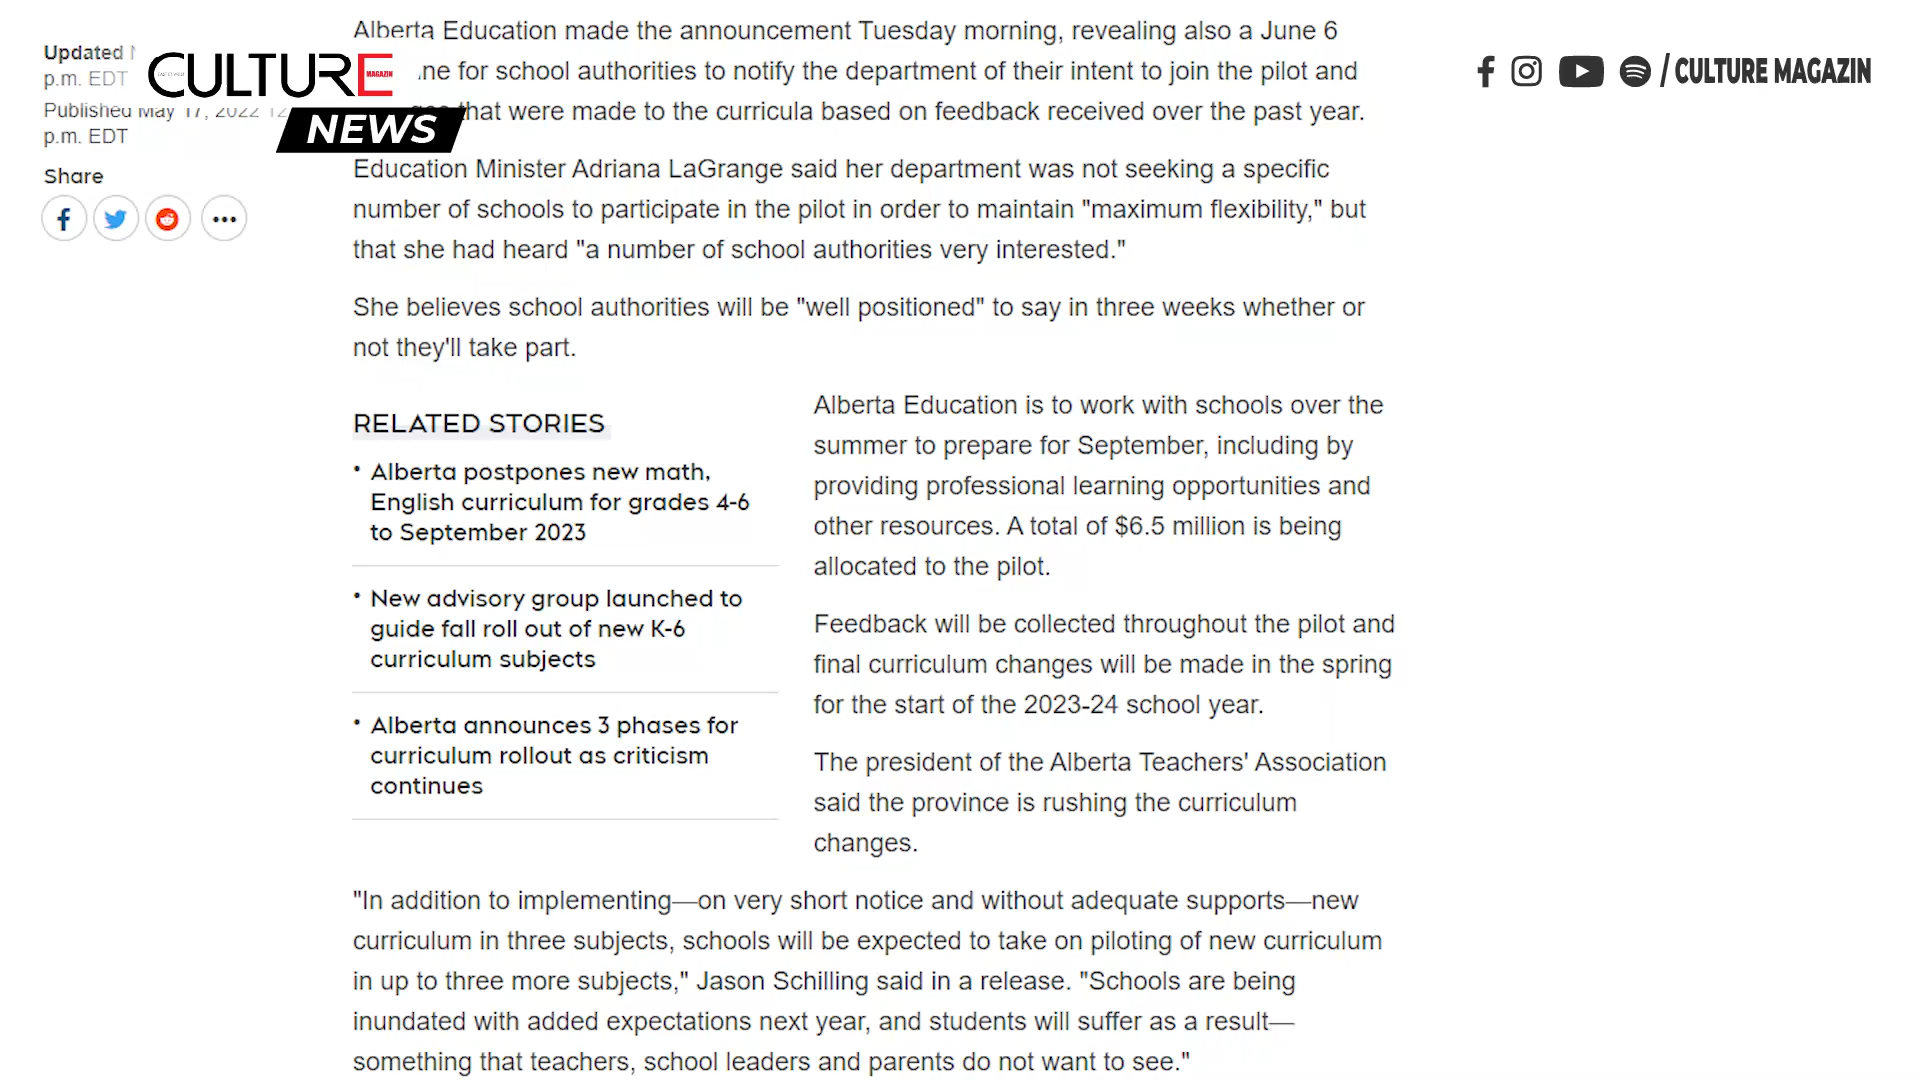 Updated
p.m. EDT
Published May 17, 2022 12
p.m. EDT
Share
CULTURE
MAGAZIN
NEWS
/ CULTURE MAGAZIN
Alberta Education made the announcement Tuesday morning, revealing also a June 6
for school authorities to notify the department of their intent to join the pilot and
that were made to the curricula based on feedback received over the past year.
Education Minister Adriana LaGrange said her department was not seeking a specific
number of schools to participate in the pilot in order to maintain "maximum flexibility," but
that she had heard "a number of school authorities very interested."
She believes school authorities will be "well positioned" to say in three weeks whether or
not they'll take part.
RELATED STORIES
• Alberta postpones new math,
English curriculum for grades 4-6
to September 2023
• New advisory group launched to
guide fall roll out of new K-6
curriculum subjects
• Alberta announces 3 phases for
curriculum rollout as criticism
continues
Alberta Education is to work with schools over the
summer to prepare for September, including by
providing professional learning opportunities and
other resources. A total of $6.5 million is being
allocated to the pilot.
Feedback will be collected throughout the pilot and
final curriculum changes will be made in the spring
for the start of the 2023-24 school year.
The president of the Alberta Teachers' Association
said the province is rushing the curriculum
changes.
"In addition to implementing—on very short notice and without adequate supports—new
curriculum in three subjects, schools will be expected to take on piloting of new curriculum
in up to three more subjects," Jason Schilling said in a release. "Schools are being
inundated with added expectations next year, and students will suffer as a result—
something that teachers, school leaders and parents do not want to see."